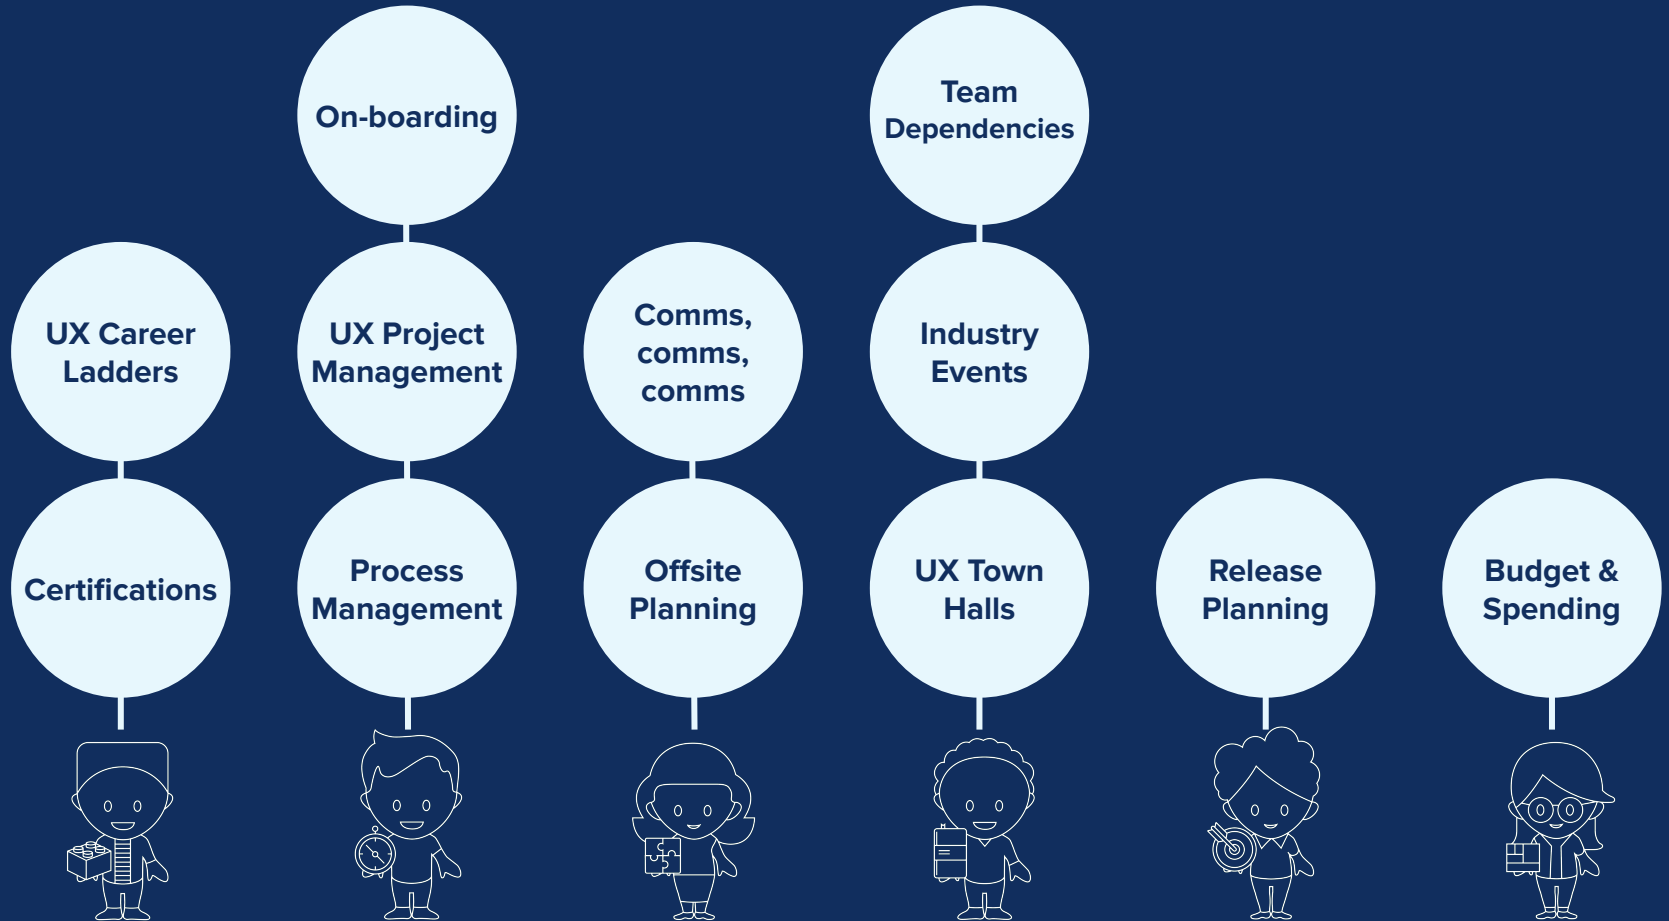 On-boarding
Team
Dependencies
UX Career
Ladders
UX Project
Management
Comms,
comms,
comms
Industry
Events
Certifications
Process
Management
Offsite
Planning
UX Town
Halls
Release
Planning
Budget &
Spending